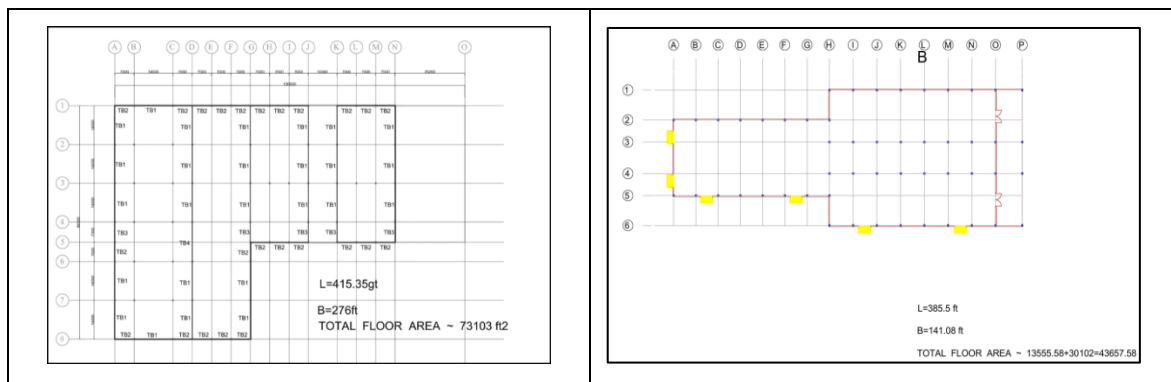 A B C D E F G H I J K L M N O
1
TB2 TB1 TB2 TB2 TB2 TB2 TB2 TB2 TB2 TB2 TB2 TB2
TB1 TB1 TB1 TB1 TB1 TB1
2
TB1 TB1 TB1 TB1 TB1 TB1
3
TB1 TB1 TB1 TB1 TB1 TB1
4
TB3 TB3 TB3 TB3
5
TB4
TB2 TB2 TB2 TB2 TB2 TB2 TB2 TB2
6
TB1 TB1 TB1
7
TB1 TB1 TB1
TB2 TB1 TB2 TB2 TB2 TB2
8
L=415.35gt
B=276ft
TOTAL FLOOR AREA ~ 73103 ft2
A B C D E F G H I J K L M N O P
B
1
2
3
4
5
6
L=385.5 ft
B=141.08 ft
TOTAL FLOOR AREA ~ 13555.58+30102=43657.58